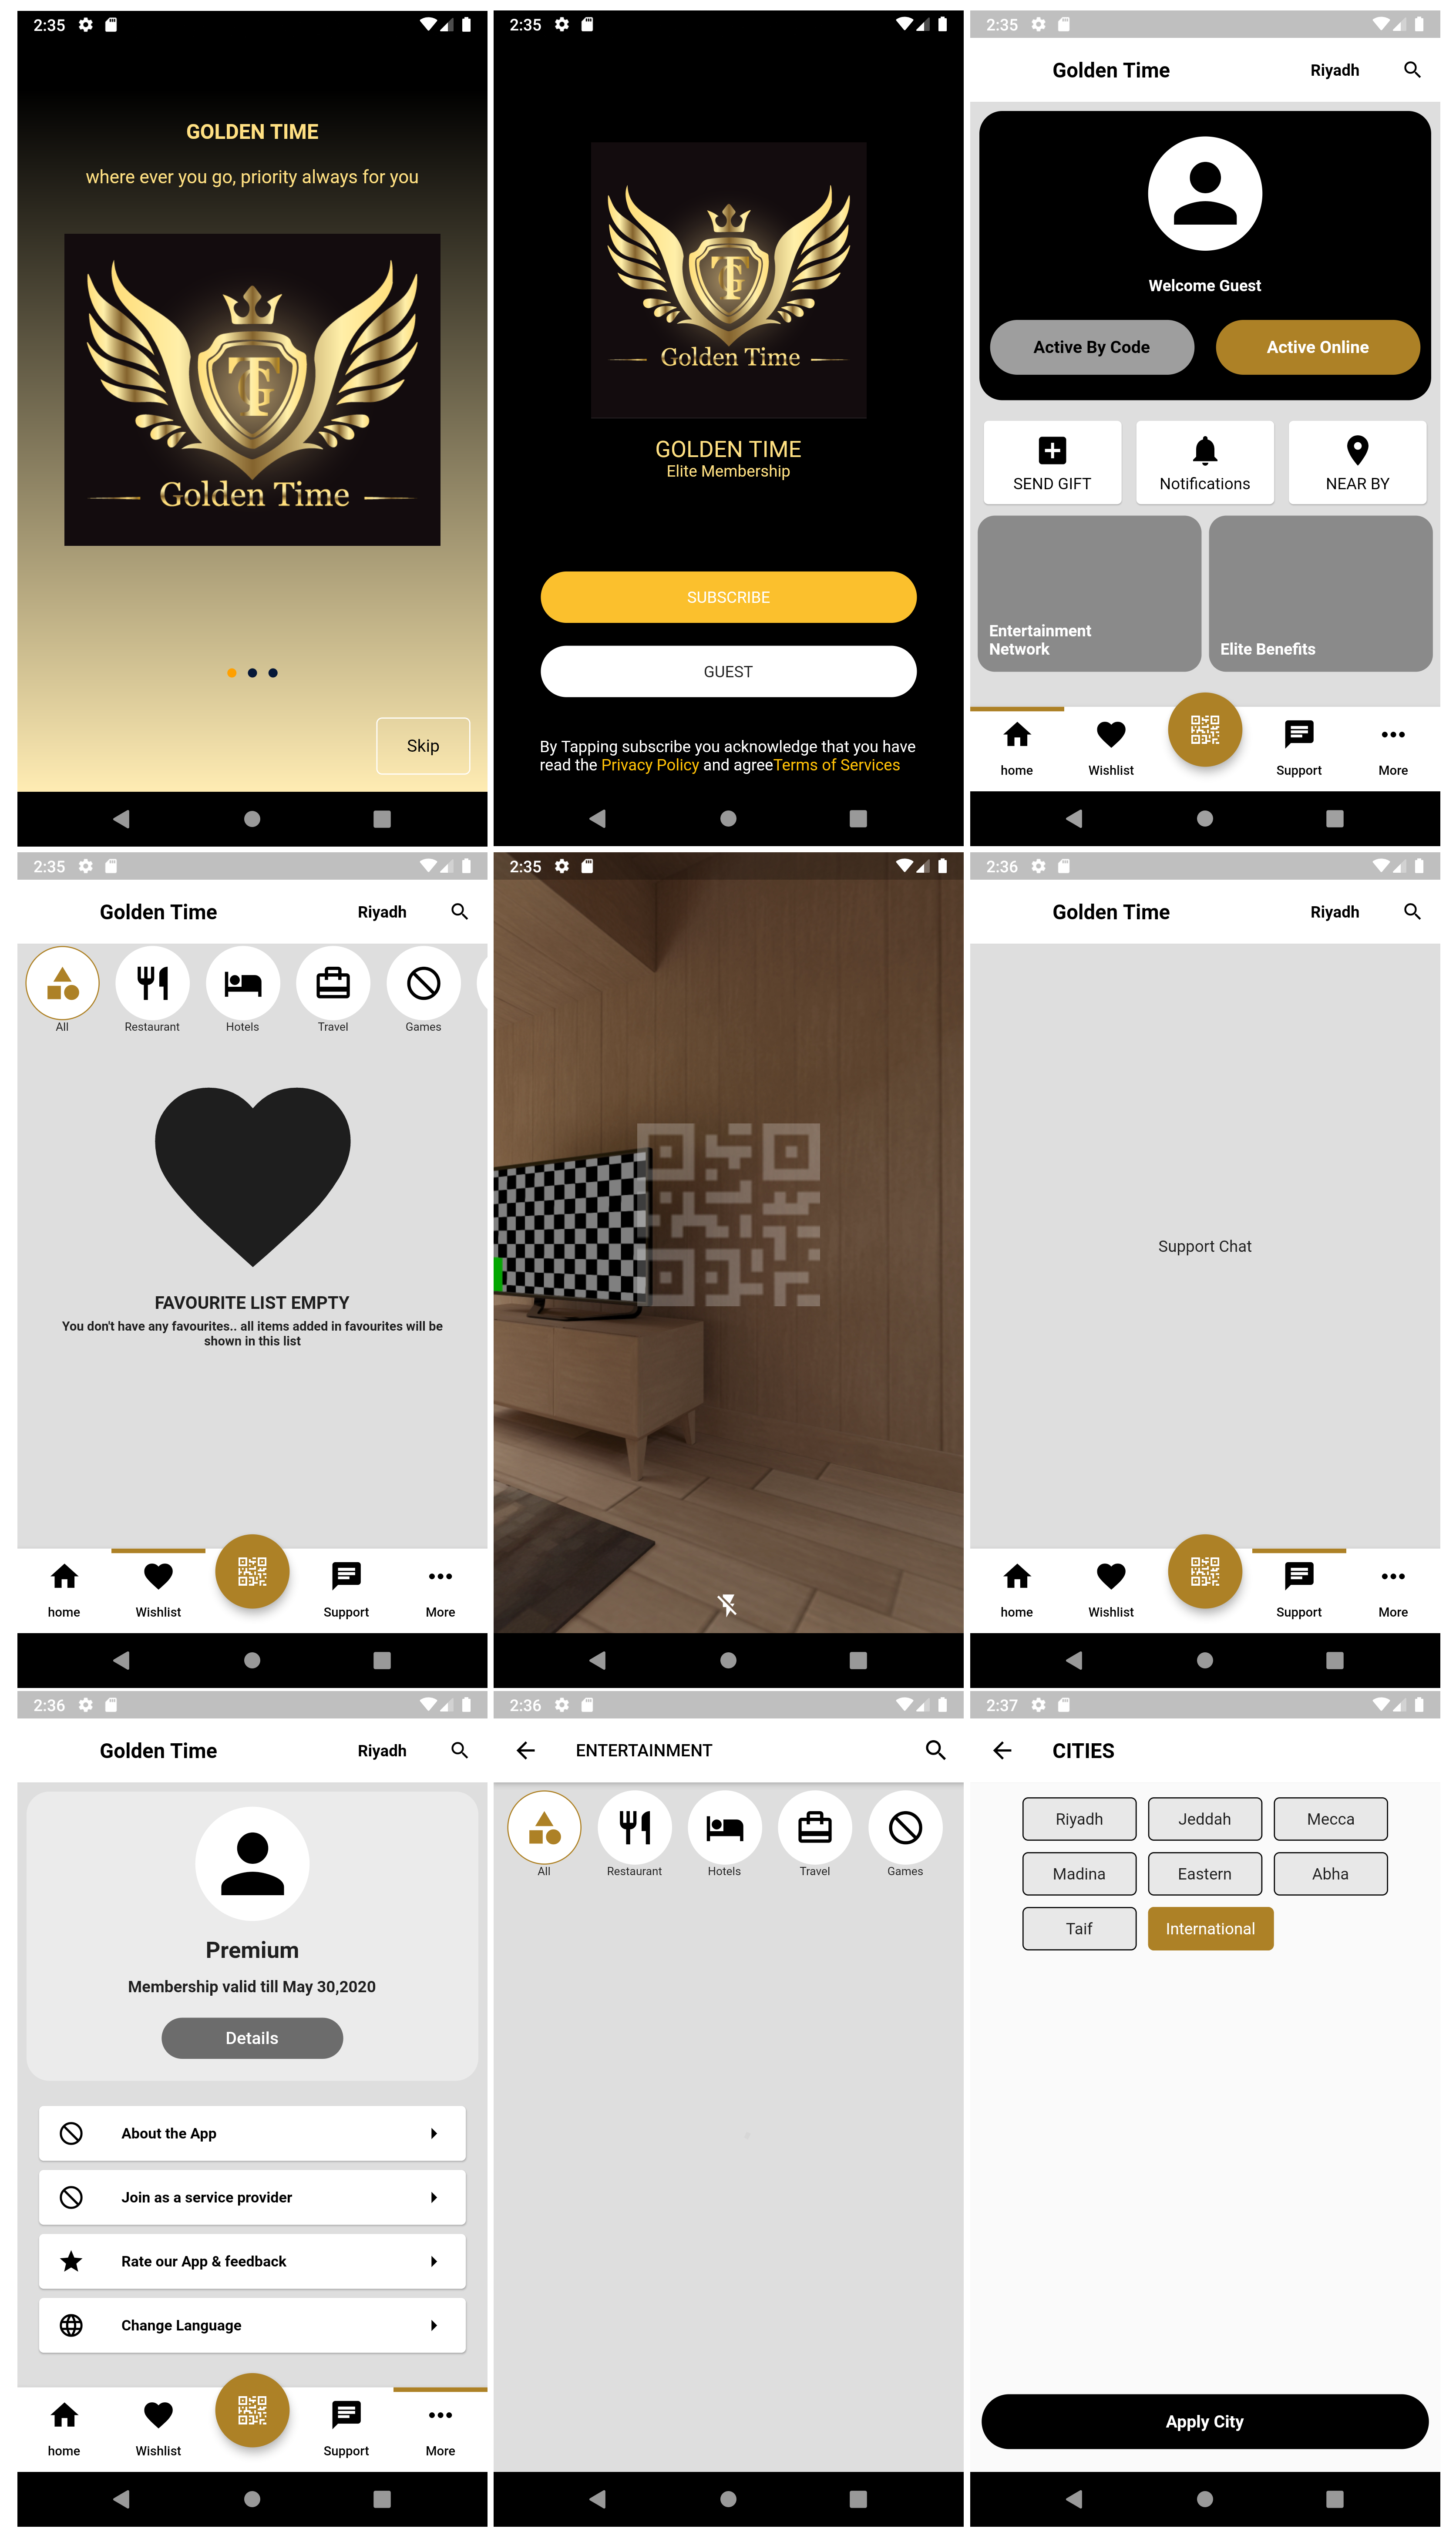 2:35
GOLDEN TIME
where ever you go, priority always for you
TG
Golden Time
Skip
2:35
TG
Golden Time
GOLDEN TIME
Elite Membership
SUBSCRIBE
GUEST
By Tapping subscribe you acknowledge that you have
read the Privacy Policy and agreeTerms of Services
2:35
Golden Time
Riyadh
Welcome Guest
Active By Code
Active Online
SEND GIFT
Notifications
NEAR BY
Entertainment
Network
Elite Benefits
home
Wishlist
Support
More
2:35
Golden Time
Riyadh
All
Restaurant
Hotels
Travel
Games
FAVOURITE LIST EMPTY
You don't have any favourites.. all items added in favourites will be
shown in this list
home
Wishlist
Support
More
2:35
2:36
Golden Time
Riyadh
Support Chat
home
Wishlist
Support
More
2:36
Golden Time
Riyadh
Premium
Membership valid till May 30,2020
Details
About the App
Join as a service provider
Rate our App & feedback
Change Language
home
Wishlist
Support
More
2:36
ENTERTAINMENT
All
Restaurant
Hotels
Travel
Games
2:37
CITIES
Riyadh
Jeddah
Mecca
Madina
Eastern
Abha
Taif
International
Apply City